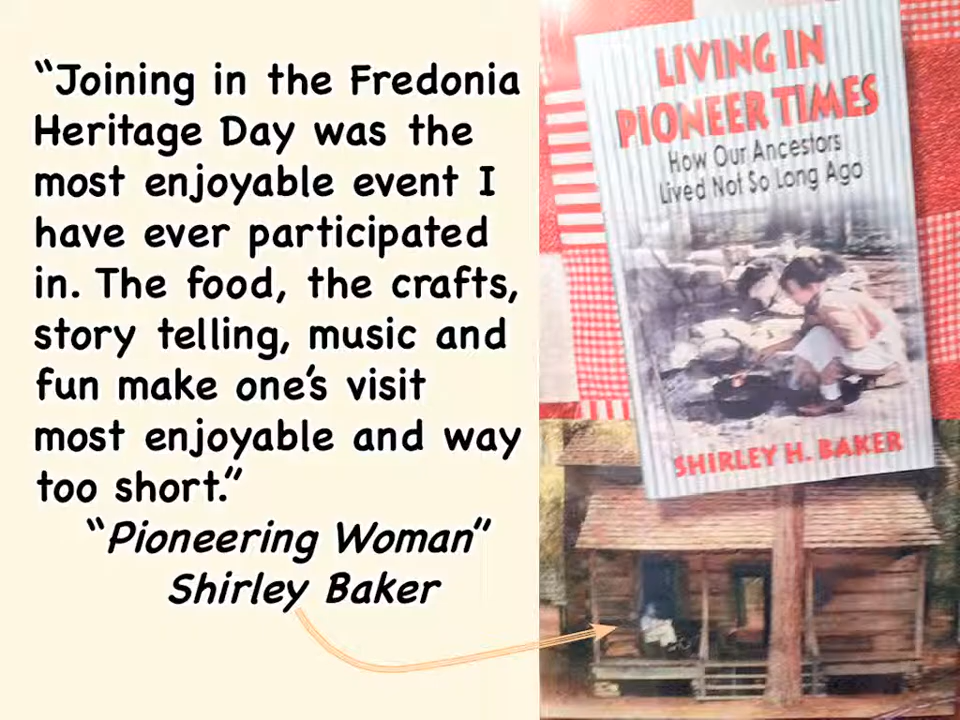 “Joining in the Fredonia
Heritage Day was the
most enjoyable event I
have ever participated
in. The food, the crafts,
story telling, music and
fun make one’s visit
most enjoyable and way
too short.”
“Pioneering Woman”
Shirley Baker
LIVING IN
PIONEER TIMES
How Our Ancestors
Lived Not So Long Ago
SHIRLEY H. BAKER